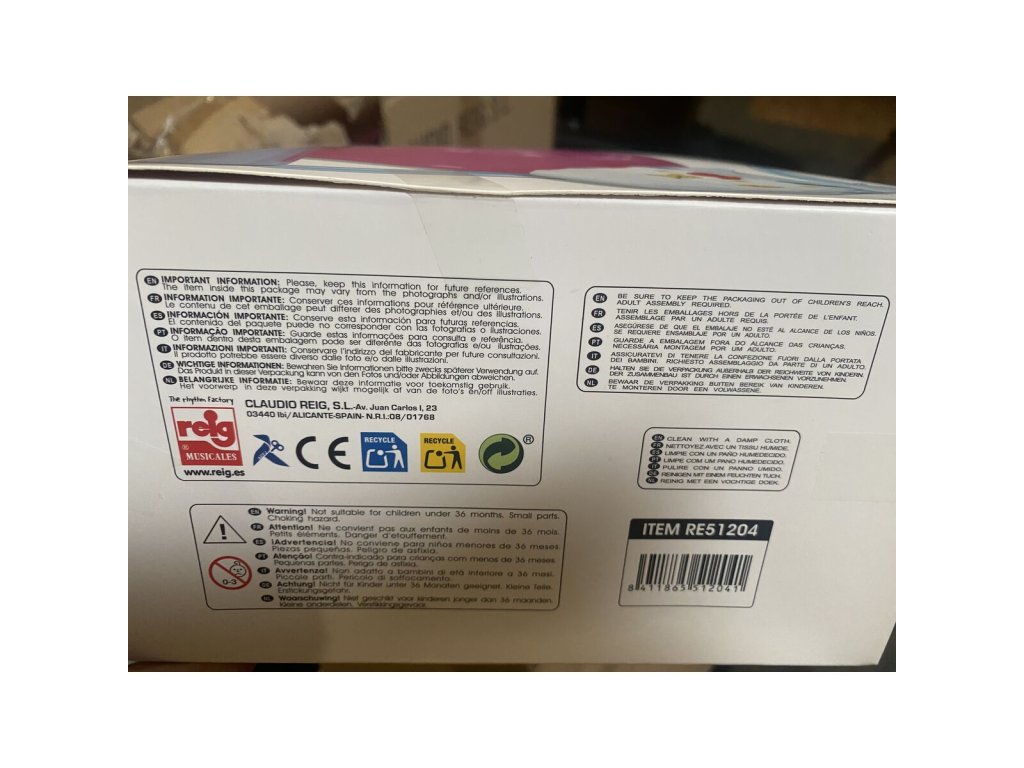 EN IMPORTANT INFORMATION: Please, keep this information for future references.
The item inside this package may vary from the photographs and/or illustrations.
FR INFORMATION IMPORTANTE: Conserver ces informations pour référence ultérieure.
Le contenu de cet emballage peut différer des photographies et/ou des illustrations.
ES INFORMACIÓN IMPORTANTE: Conserve esta información para futuras referencias.
El contenido del paquete puede no corresponder con las fotografías o ilustraciones.
PT INFORMAÇÃO IMPORTANTE: Guarde estas informações para consulta e referência.
O item dentro desta embalagem pode ser diferente das fotografias e/ou ilustrações.
IT INFORMAZIONI IMPORTANTI: Conservare l'indirizzo del fabbricante per future consultazioni.
Il prodotto potrebbe essere diverso dalla foto e/o dalle illustrazioni.
DE WICHTIGE INFORMATIONEN: Bewahren Sie Informationen bitte zwecks späterer Verwendung auf.
Das Produkt in dieser Verpackung kann von den Fotos und/oder Abbildungen abweichen.
NL BELANGRIJKE INFORMATIE: Bewaar deze informatie voor toekomstig gebruik.
Het voorwerp in deze verpakking wijkt mogelijk af van de foto's en/of illustraties.
The rhythm factory
reig
®
MUSICALES
www.reig.es
CLAUDIO REIG, S.L.-Av. Juan Carlos I, 23
03440 Ibi/ALICANTE-SPAIN- N.R.I.:08/01768
CE
RECYCLE
RECYCLE
®
EN BE SURE TO KEEP THE PACKAGING OUT OF CHILDREN'S REACH.
ADULT ASSEMBLY REQUIRED.
FR TENIR LES EMBALLAGES HORS DE LA PORTÉE DE L'ENFANT.
ASSEMBLAGE PAR UN ADULTE REQUIS.
ES ASEGÚRESE DE QUE EL EMBALAJE NO ESTÉ AL ALCANCE DE LOS NIÑOS.
SE REQUIERE ENSAMBLAJE POR UN ADULTO.
PT GUARDE A EMBALAGEM FORA DO ALCANCE DAS CRIANÇAS.
NECESSÁRIA MONTAGEM POR UM ADULTO.
IT ASSICURATEVI DI TENERE LA CONFEZIONE FUORI DALLA PORTATA
DEI BAMBINI. RICHIESTO ASSEMBLAGGIO DA PARTE DI UN ADULTO.
DE HALTEN SIE DIE VERPACKUNG AUßERHALB DER REICHWEITE VON KINDERN.
DER ZUSAMMENBAU IST DURCH EINEN ERWACHSENEN VORZUNEHMEN.
NL BEWAAR DE VERPAKKING BUITEN BEREIK VAN KINDEREN.
TE MONTEREN DOOR EEN VOLWASSENE.
EN CLEAN WITH A DAMP CLOTH.
FR NETTOYEZ AVEC UN TISSU HUMIDE.
ES LIMPIE CON UN PAÑO HUMEDECIDO.
PT LIMPE COM UM PANO HUMEDECIDO.
IT PULIRE CON UN PANNO UMIDO.
DE REINIGEN MIT EINEM FEUCHTEN TUCH.
NL REINIG MET EEN VOCHTIGE DOEK.
0-3
EN Warning! Not suitable for children under 36 months. Small parts.
Choking hazard.
FR Attention! Ne convient pas aux enfants de moins de 36 mois.
Petits éléments. Danger d'étouffement.
ES ¡Advertencia! No conviene para niños menores de 36 meses.
Piezas pequeñas. Peligro de asfixia.
PT Atenção! Contra-indicado para crianças com menos de 36 meses.
Pequenas partes. Perigo de asfixia.
IT Avvertenza! Non adatto a bambini di età inferiore a 36 mesi.
Piccole parti. Pericolo di soffocamento.
DE Achtung! Nicht für Kinder unter 36 Monaten geeignet. Kleine Teile.
Erstickungsgefahr.
NL Waarschuwing! Niet geschikt voor kinderen jonger dan 36 maanden.
Kleine onderdelen. Verstikkingsgevaar.
ITEM RE51204
8 411865 512041